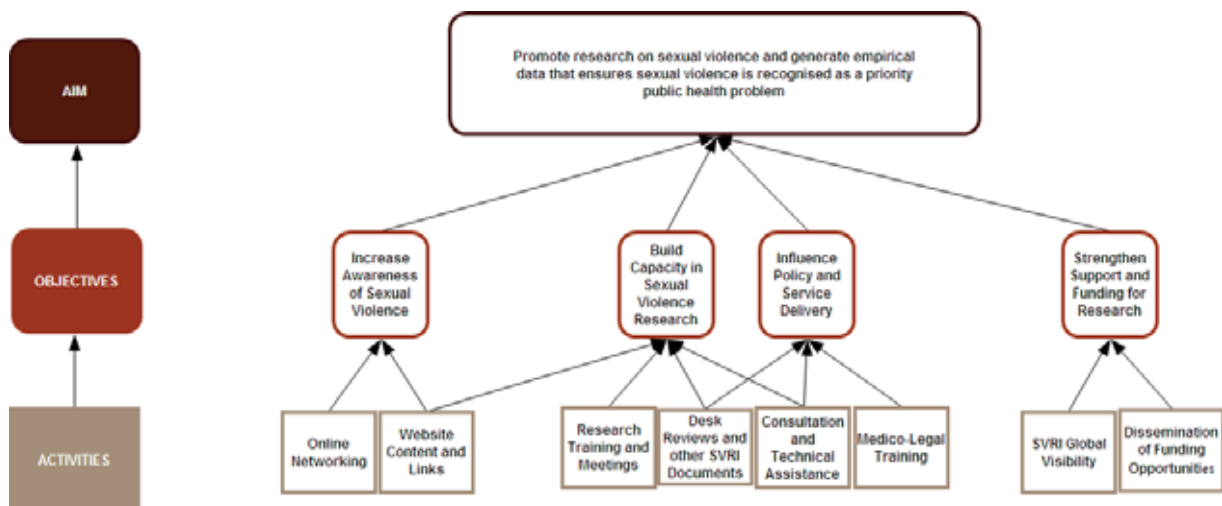 AIM
Promote research on sexual violence and generate empirical
data that ensures sexual violence is recognised as a priority
public health problem
OBJECTIVES
Increase
Awareness
of Sexual
Violence
Build
Capacity in
Sexual
Violence
Research
Influence
Policy and
Service
Delivery
Strengthen
Support and
Funding for
Research
ACTIVITIES
Online
Networking
Website
Content and
Links
Research
Training and
Meetings
Desk
Reviews and
other SVRI
Documents
Consultation
and
Technical
Assistance
Medico-Legal
Training
SVRI Global
Visibility
Dissemination
of Funding
Opportunities